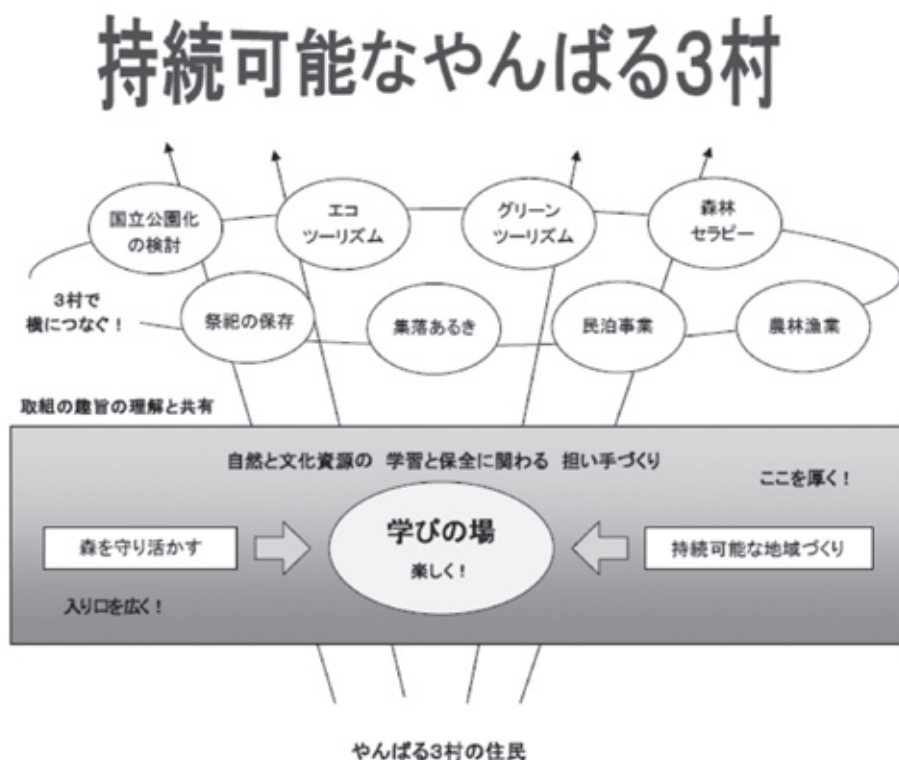 持続可能なやんばる3村
国立公園化
の検討
エコ
ツーリズム
グリーン
ツーリズム
森林
セラピー
3村で
横につなぐ!
祭祀の保存
集落あるき
民泊事業
農林漁業
取組の趣旨の理解と共有
自然と文化資源の 学習と保全に関わる 担い手づくり
ここを厚く!
学びの場
楽しく!
森を守り活かす
持続可能な地域づくり
入り口を広く!
やんばる3村の住民